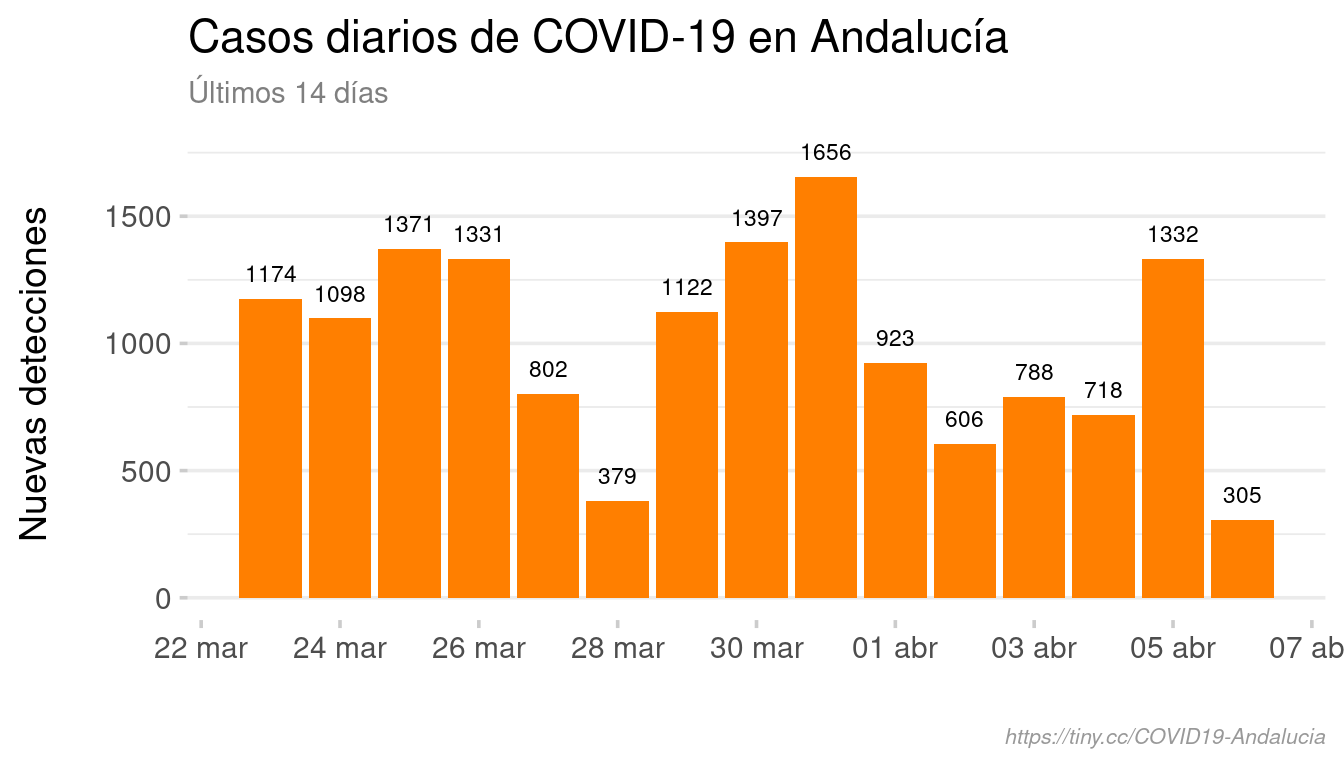 Casos diarios de COVID-19 en Andalucía
Últimos 14 días
Nuevas detecciones
1500
1000
500
0
1174
1098
1371
1331
802
379
1122
1397
1656
923
606
788
718
1332
305
22 mar
24 mar
26 mar
28 mar
30 mar
01 abr
03 abr
05 abr
07 ab
https://tiny.cc/COVID19-Andalucia